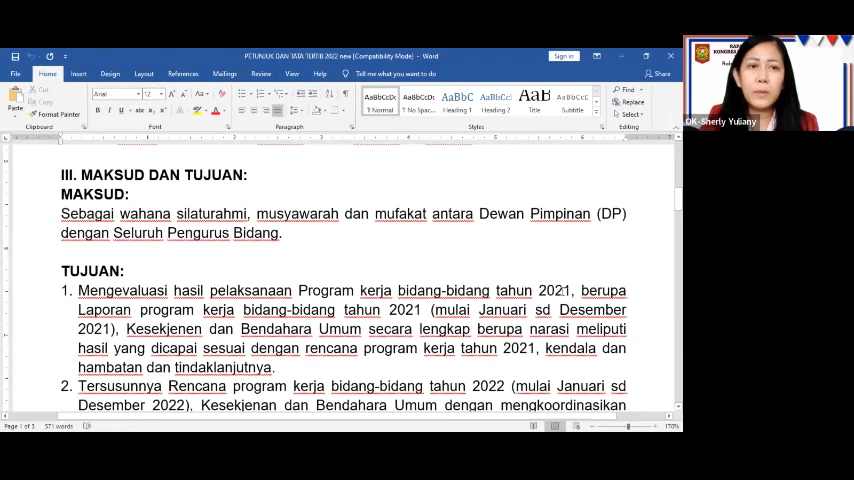 PETUNJUK DAN TATA TERTIB 2022 new [Compatibility Mode] - Word
Sign in
File Home Insert Design Layout References Mailings Review View Help Tell me what you want to do Share
Paste
Cut
Copy
Format Painter
Clipboard
Arial 12
Font
Paragraph
AaBbCcDc AaBbCcDc AaBbC AaBbCcI AaB AaBbCcD
¶ Normal ¶ No Spac... Heading 1 Heading 2 Title Subtitle
Styles
Find
Replace
Select
Editing
III. MAKSUD DAN TUJUAN:
MAKSUD:
Sebagai wahana silaturahmi, musyawarah dan mufakat antara Dewan Pimpinan (DP)
dengan Seluruh Pengurus Bidang.
TUJUAN:
1. Mengevaluasi hasil pelaksanaan Program kerja bidang-bidang tahun 2021, berupa
Laporan program kerja bidang-bidang tahun 2021 (mulai Januari sd Desember
2021), Kesekjenen dan Bendahara Umum secara lengkap berupa narasi meliputi
hasil yang dicapai sesuai dengan rencana program kerja tahun 2021, kendala dan
hambatan dan tindaklanjutnya.
2. Tersusunnya Rencana program kerja bidang-bidang tahun 2022 (mulai Januari sd
Desember 2022), Kesekjenan dan Bendahara Umum dengan mengkoordinasikan
Page 1 of 3 571 words
170%
OK-Sherly Yuliany